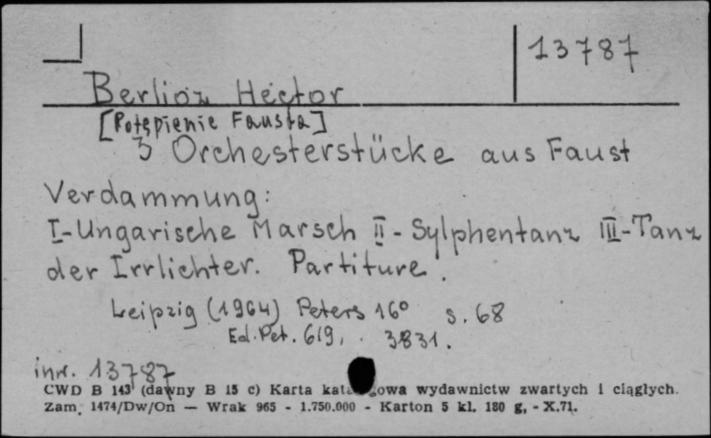 13787
Berlioz Hector
[Potępienie Fausta]
3 Orchesterstücke aus Faust
Verdammung:
I-Ungarische Marsch II - Sylphentanz III-Tanz
der Irrlichter. Partiture.
Leipzig (1964) Peters 16° s. 68
Ed. Pet. 619, 3831.
inw. 13787
CWD B 143 (dawny B 15 c) Karta owa wydawnictw zwartych i ciągłych.
Zam. 1474/Dw/On — Wrak 965 - 1.750.000 - Karton 5 kl. 180 g, - X.71.